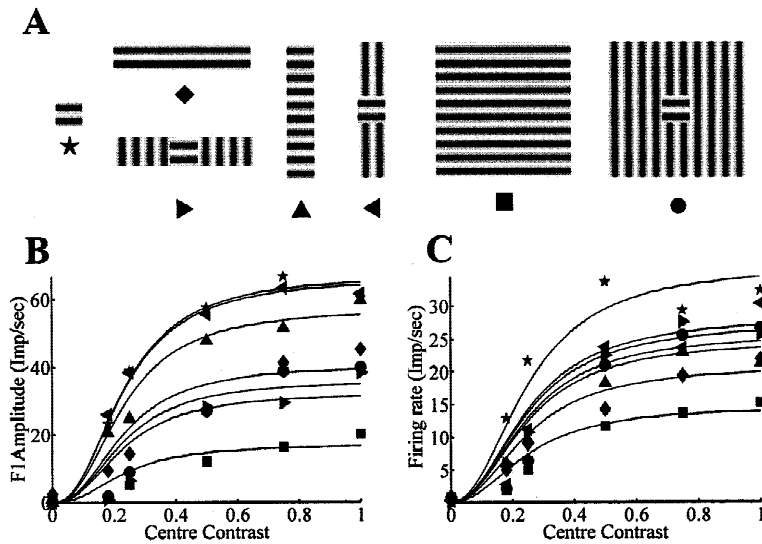 A
B
C
60
40
20
0
F1 Amplitude (Imp/sec)
0 0.2 0.4 0.6 0.8 1
Centre Contrast
30
25
20
15
10
5
Firing rate (Imp/sec)
0 0.2 0.4 0.6 0.8 1
Centre Contrast